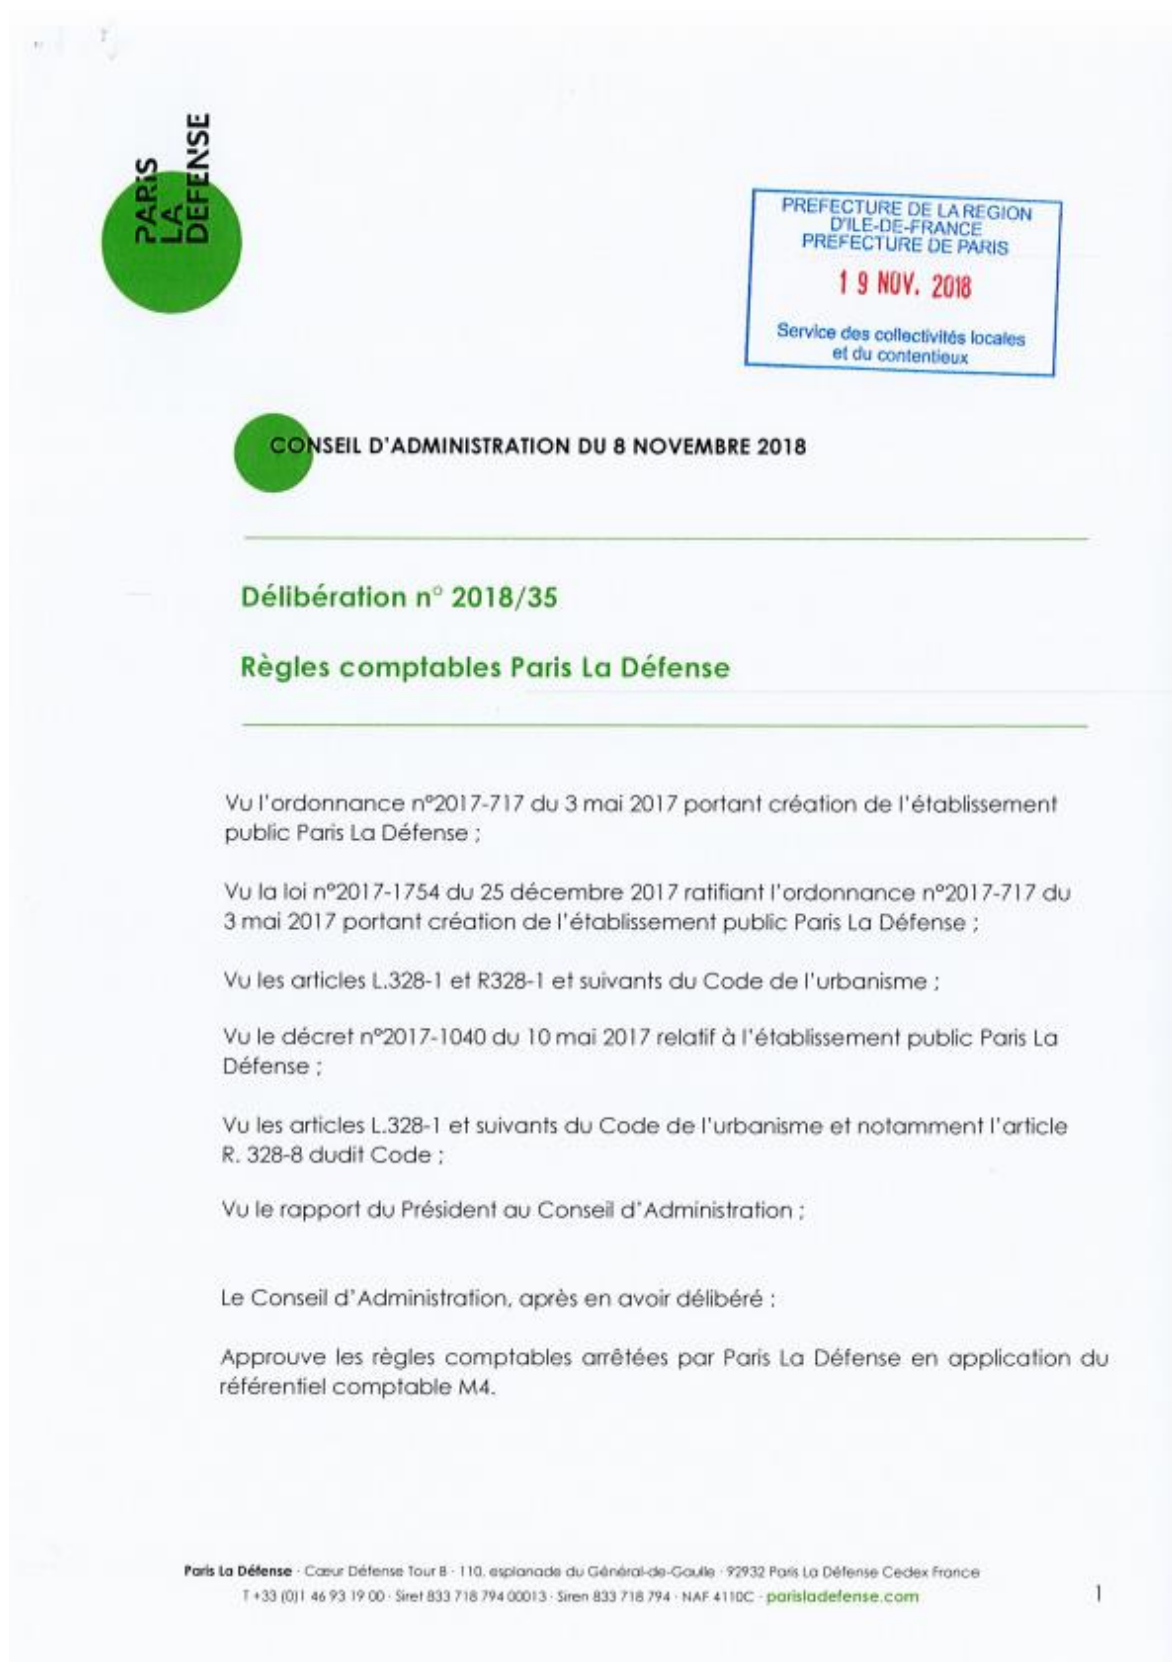 PARIS
LA
DEFENSE
PREFECTURE DE LA REGION
D'ILE-DE-FRANCE
PREFECTURE DE PARIS
19 NOV. 2018
Service des collectivités locales
et du contentieux
CONSEIL D'ADMINISTRATION DU 8 NOVEMBRE 2018
Délibération n° 2018/35
Règles comptables Paris La Défense
Vu l'ordonnance n°2017-717 du 3 mai 2017 portant création de l'établissement
public Paris La Défense ;
Vu la loi n°2017-1754 du 25 décembre 2017 ratifiant l'ordonnance n°2017-717 du
3 mai 2017 portant création de l'établissement public Paris La Défense ;
Vu les articles L.328-1 et R328-1 et suivants du Code de l'urbanisme ;
Vu le décret n°2017-1040 du 10 mai 2017 relatif à l'établissement public Paris La
Défense ;
Vu les articles L.328-1 et suivants du Code de l'urbanisme et notamment l'article
R. 328-8 dudit Code ;
Vu le rapport du Président au Conseil d'Administration ;
Le Conseil d'Administration, après en avoir délibéré :
Approuve les règles comptables arrêtées par Paris La Défense en application du
référentiel comptable M4.
Paris La Défense · Cœur Défense Tour B · 110, esplanade du Général-de-Gaulle · 92932 Paris La Défense Cedex France
T +33 (0)1 46 93 19 00 · Siret 833 718 794 00013 · Siren 833 718 794 · NAF 4110C · parisladefense.com
1